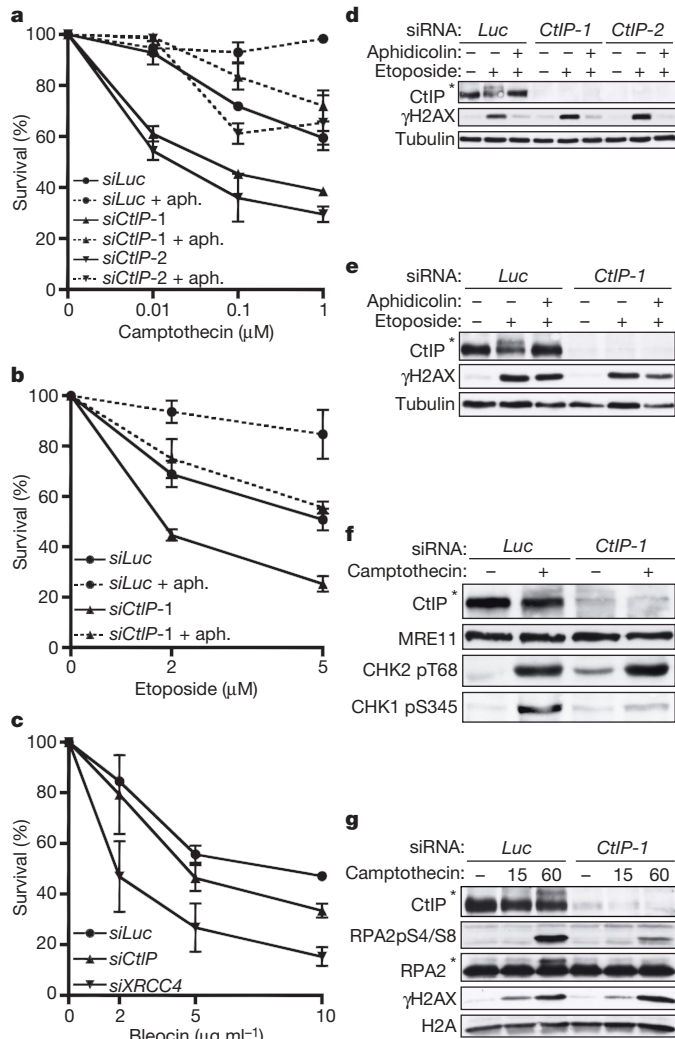 a
100
80
60
40
20
0
Survival (%)
siLuc
siLuc + aph.
siCtIP-1
siCtIP-1 + aph.
siCtIP-2
siCtIP-2 + aph.
0 0.01 0.1 1
Camptothecin (μM)
b
100
80
60
40
20
0
Survival (%)
siLuc
siLuc + aph.
siCtIP-1
siCtIP-1 + aph.
0 2 5
Etoposide (μM)
c
100
80
60
40
20
0
Survival (%)
siLuc
siCtIP
siXRCC4
0 2 5 10
Bleocin (μg ml⁻¹)
d
siRNA: Luc CtIP-1 CtIP-2
Aphidicolin: – – + – – + – – +
Etoposide: – + + – + + – + +
CtIP *
γH2AX
Tubulin
e
siRNA: Luc CtIP-1
Aphidicolin: – – + – – +
Etoposide: – + + – + +
CtIP *
γH2AX
Tubulin
f
siRNA: Luc CtIP-1
Camptothecin: – + – +
CtIP *
MRE11
CHK2 pT68
CHK1 pS345
g
siRNA: Luc CtIP-1
Camptothecin: – 15 60 – 15 60
CtIP *
RPA2pS4/S8
RPA2 *
γH2AX
H2A